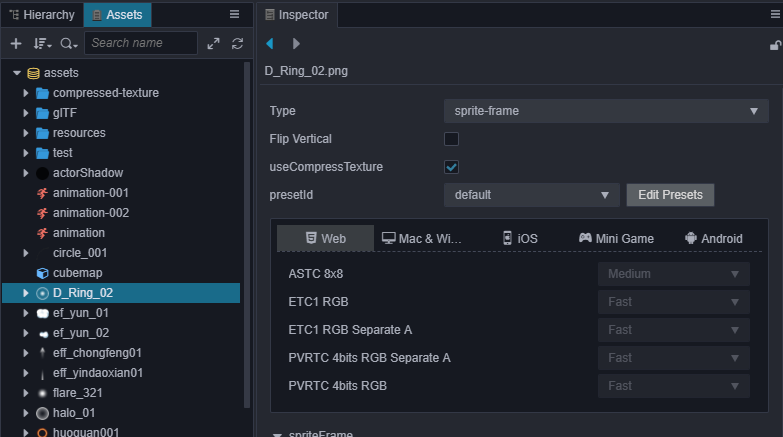 Hierarchy
Assets
Search name
assets
compressed-texture
glTF
resources
test
actorShadow
animation-001
animation-002
animation
circle_001
cubemap
D_Ring_02
ef_yun_01
ef_yun_02
eff_chongfeng01
eff_yindaoxian01
flare_321
halo_01
huoquan001
Inspector
D_Ring_02.png
Type
sprite-frame
Flip Vertical
useCompressTexture
presetId
default
Edit Presets
Web
Mac & Wi...
iOS
Mini Game
Android
ASTC 8x8
Medium
ETC1 RGB
Fast
ETC1 RGB Separate A
Fast
PVRTC 4bits RGB Separate A
Fast
PVRTC 4bits RGB
Fast
spriteFrame